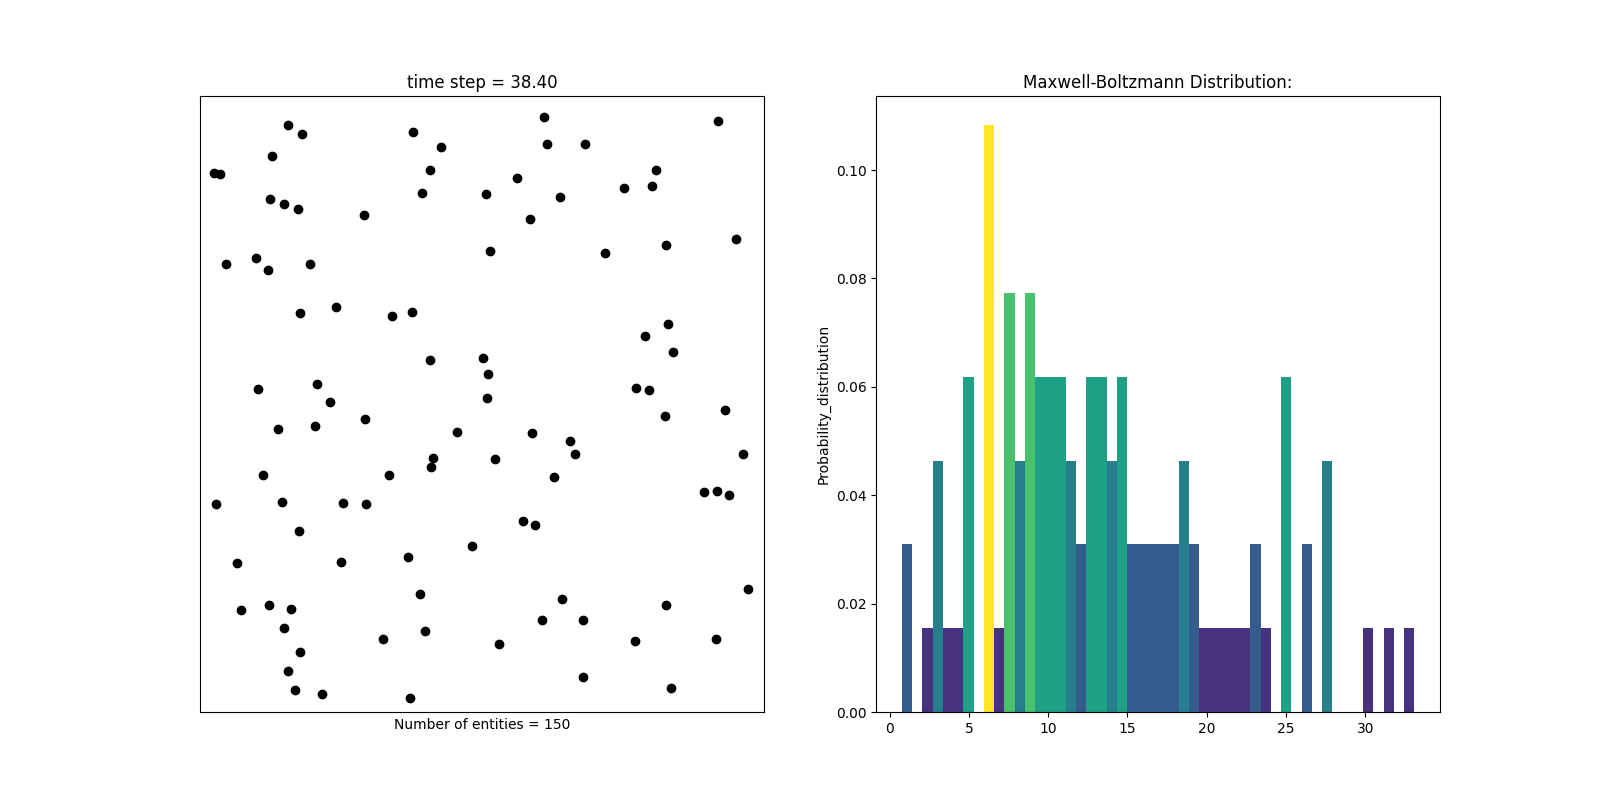 time step = 38.40
Number of entities = 150
Maxwell-Boltzmann Distribution:
Probability_distribution
0.10
0.08
0.06
0.04
0.02
0.00
0 5 10 15 20 25 30